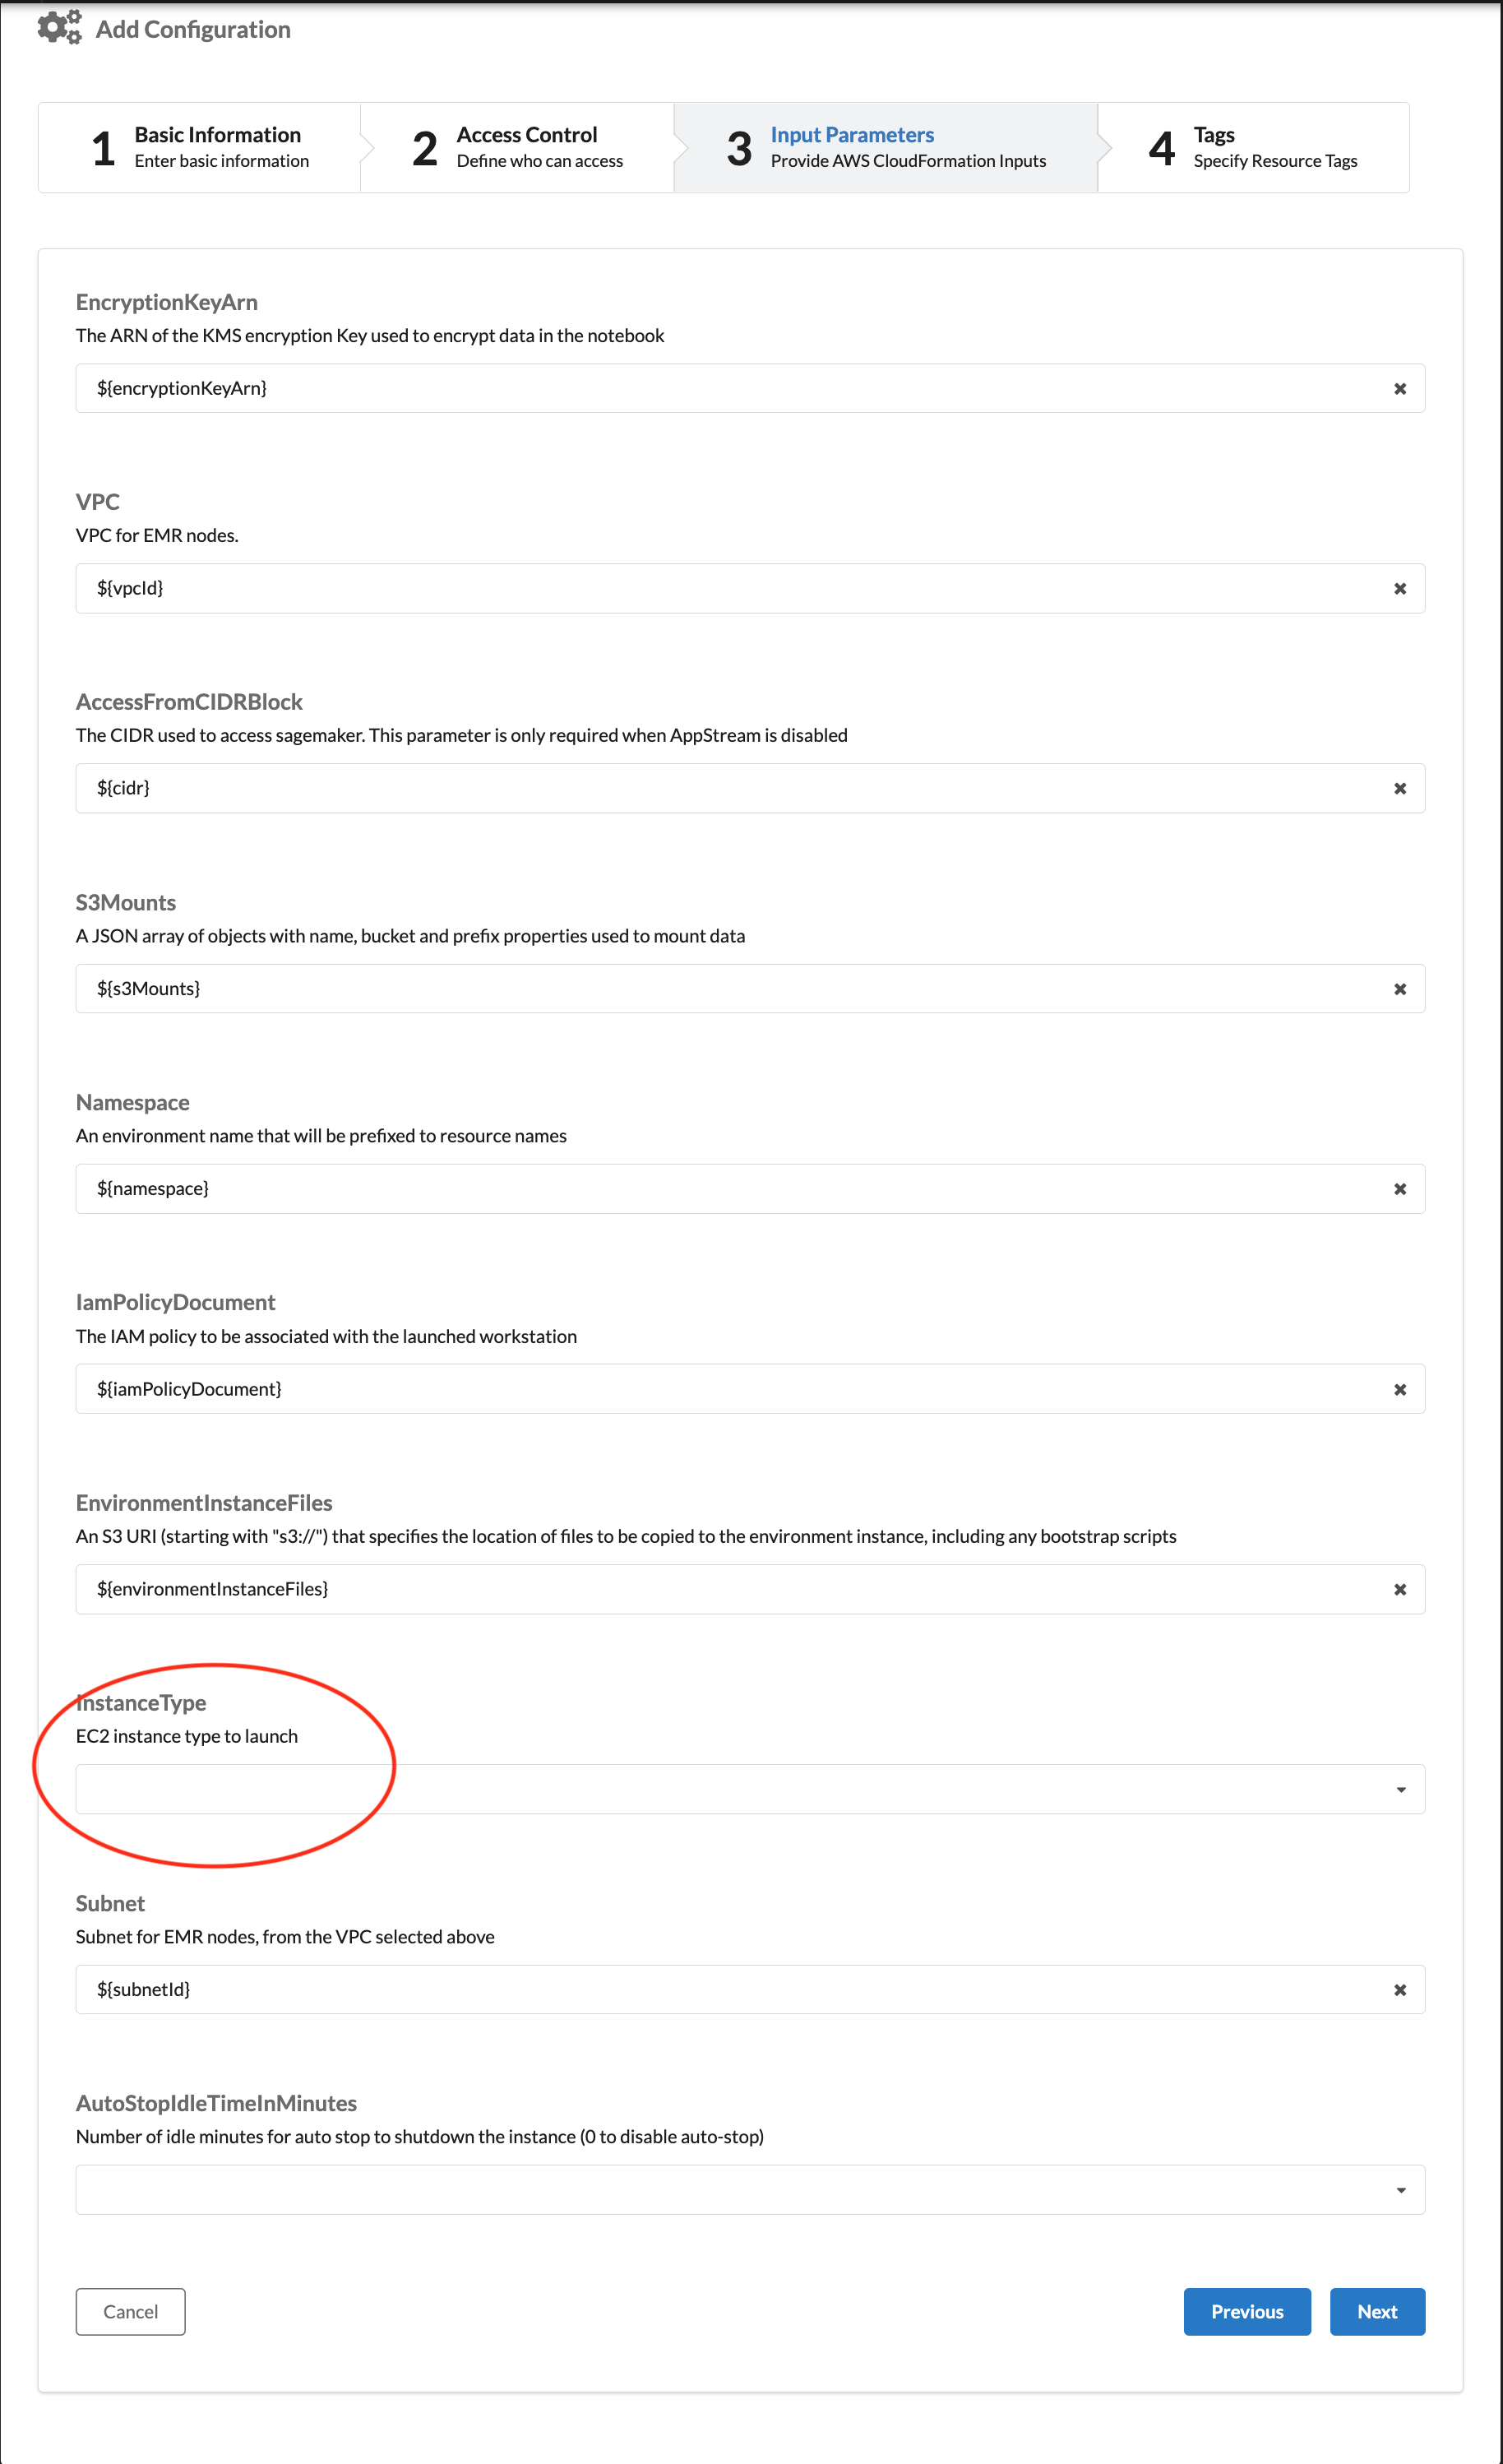 Add Configuration
1
Basic Information
Enter basic information
2
Access Control
Define who can access
3
Input Parameters
Provide AWS CloudFormation Inputs
4
Tags
Specify Resource Tags
EncryptionKeyArn
The ARN of the KMS encryption Key used to encrypt data in the notebook
${encryptionKeyArn}
VPC
VPC for EMR nodes.
${vpcId}
AccessFromCIDRBlock
The CIDR used to access sagemaker. This parameter is only required when AppStream is disabled
${cidr}
S3Mounts
A JSON array of objects with name, bucket and prefix properties used to mount data
${s3Mounts}
Namespace
An environment name that will be prefixed to resource names
${namespace}
IamPolicyDocument
The IAM policy to be associated with the launched workstation
${iamPolicyDocument}
EnvironmentInstanceFiles
An S3 URI (starting with "s3://") that specifies the location of files to be copied to the environment instance, including any bootstrap scripts
${environmentInstanceFiles}
InstanceType
EC2 instance type to launch
Subnet
Subnet for EMR nodes, from the VPC selected above
${subnetId}
AutoStopIdleTimeInMinutes
Number of idle minutes for auto stop to shutdown the instance (0 to disable auto-stop)
Cancel
Previous
Next